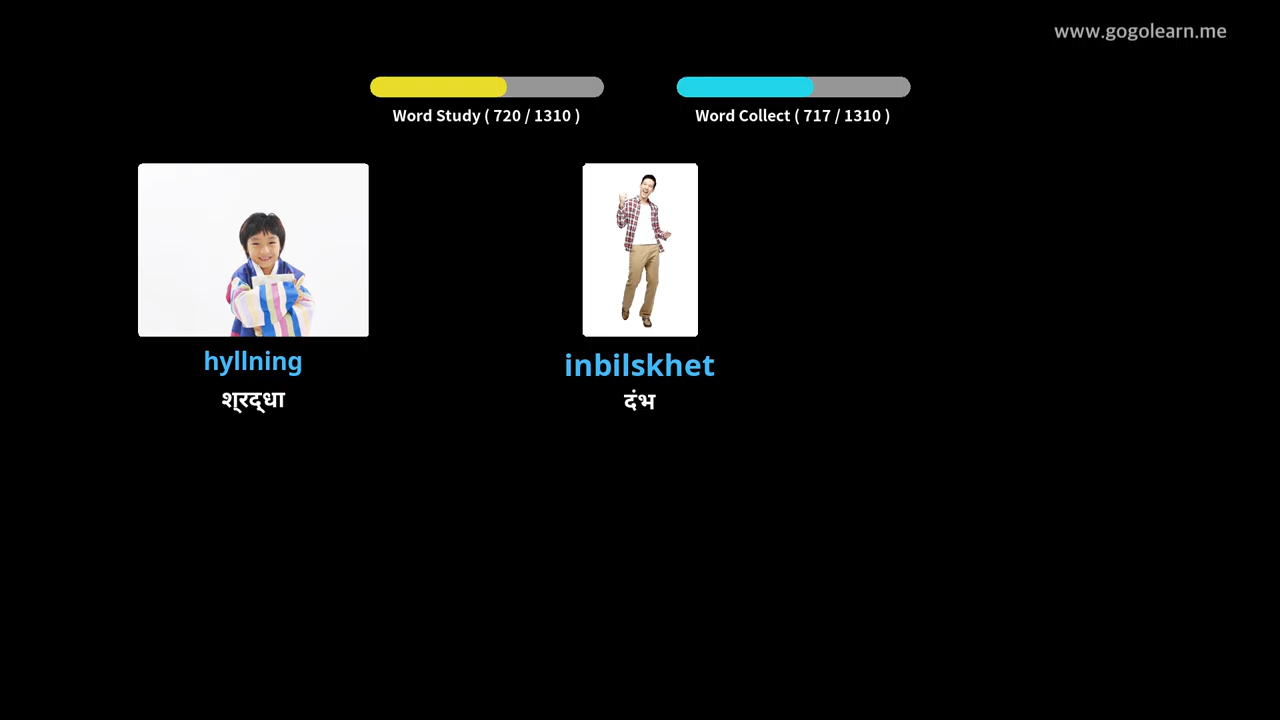 www.gogolearn.me
Word Study ( 720 / 1310 )
Word Collect ( 717 / 1310 )
hyllning
श्रद्धा
inbilskhet
दंभ